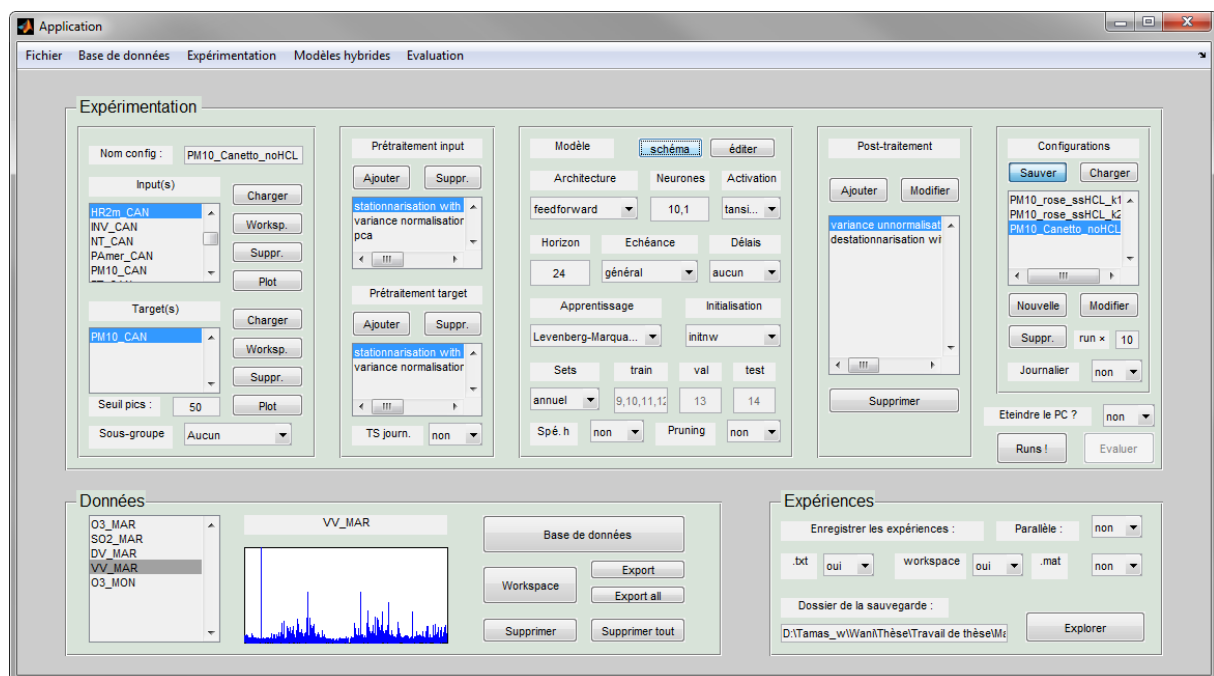 Application
Fichier Base de données Expérimentation Modèles hybrides Evaluation
Expérimentation
Nom config : PM10_Canetto_noHCL
Input(s)
Charger
HR2m_CAN
INV_CAN
NT_CAN
PAmer_CAN
PM10_CAN
Worksp.
Suppr.
Plot
Target(s)
Charger
PM10_CAN
Worksp.
Suppr.
Seuil pics : 50 Plot
Sous-groupe Aucun
Prétraitement input
Ajouter Suppr.
stationnarisation with
variance normalisation
pca
Prétraitement target
Ajouter Suppr.
stationnarisation with
variance normalisation
TS journ. non
Modèle schéma éditer
Architecture Neurones Activation
feedforward 10,1 tansi...
Horizon Echéance Délais
24 général aucun
Apprentissage Initialisation
Levenberg-Marqua... initnw
Sets train val test
annuel 9,10,11,12 13 14
Spé. h non Pruning non
Post-traitement
Ajouter Modifier
variance unnormalisat
destationnarisation wi
Supprimer
Configurations
Sauver Charger
PM10_rose_ssHCL_k1
PM10_rose_ssHCL_k2
PM10_Canetto_noHCL
Nouvelle Modifier
Suppr. run × 10
Journalier non
Eteindre le PC ? non
Runs ! Evaluer
Données
O3_MAR
SO2_MAR
DV_MAR
VV_MAR
O3_MON
VV_MAR
Base de données
Workspace
Export
Export all
Supprimer Supprimer tout
Expériences
Enregistrer les expériences : Parallèle : non
.txt oui workspace oui .mat non
Dossier de la sauvegarde :
D:\Tamas_w\Wani\Thèse\Travail de thèse\Ma
Explorer